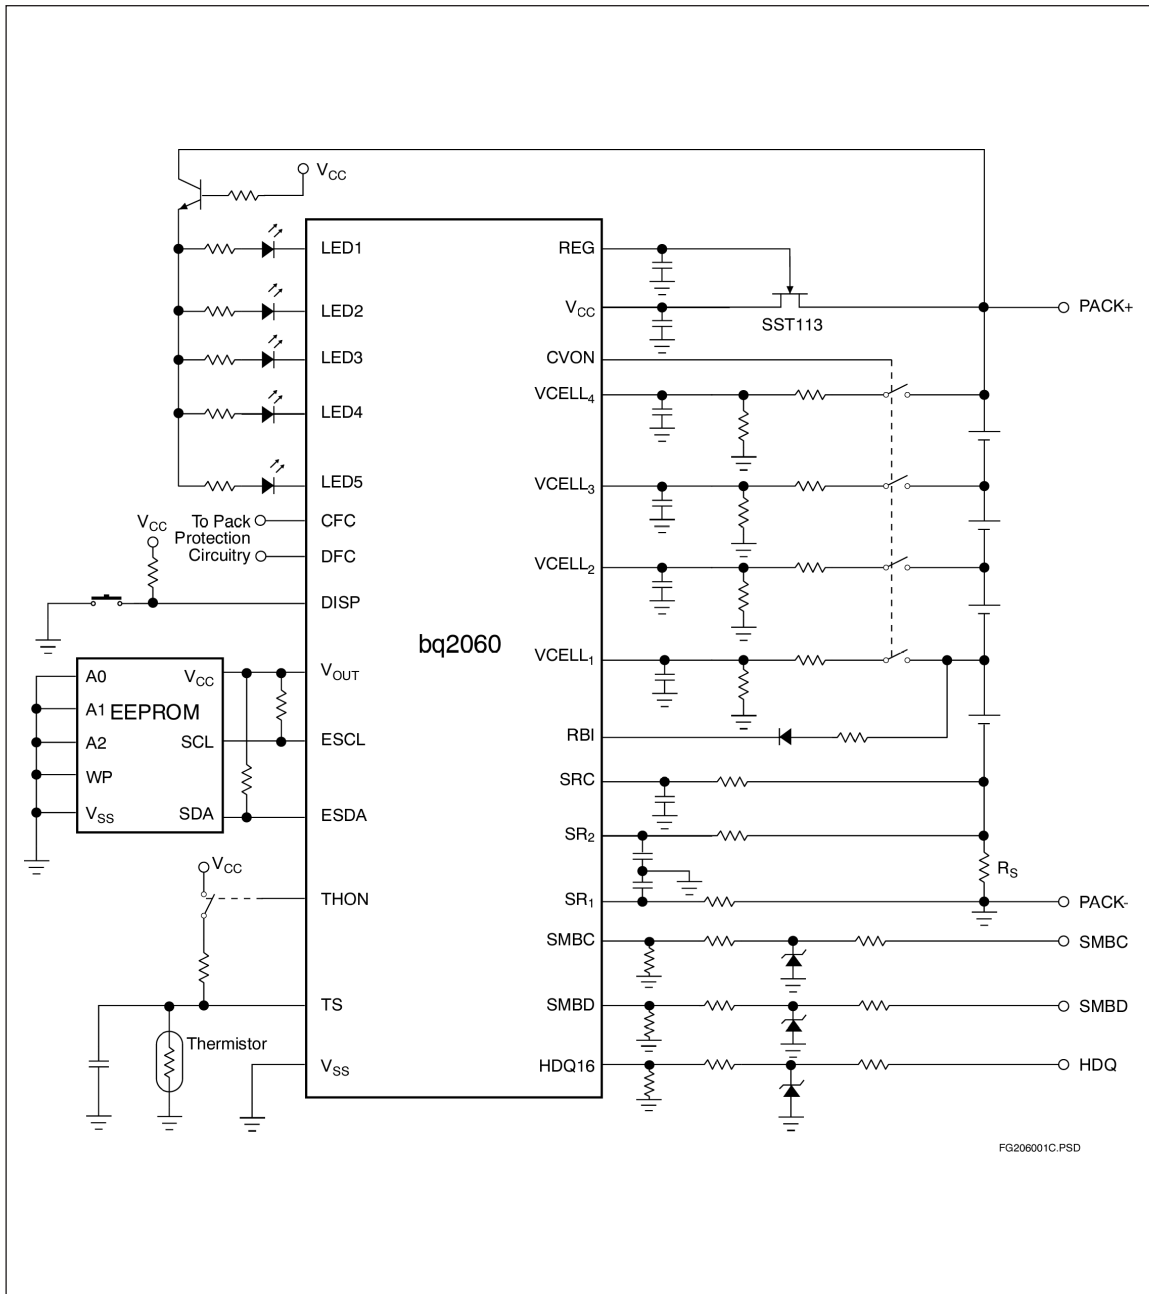 V_CC
LED1
REG
LED2
V_CC
PACK+
SST113
LED3
CVON
VCELL_4
LED4
LED5
VCELL_3
V_CC
To Pack
Protection
Circuitry
CFC
DFC
VCELL_2
DISP
bq2060
VCELL_1
A0
V_CC
V_OUT
A1
EEPROM
A2
SCL
ESCL
RBI
WP
SRC
V_SS
SDA
ESDA
SR_2
V_CC
R_S
THON
SR_1
PACK-
SMBC
SMBC
TS
SMBD
SMBD
Thermistor
V_SS
HDQ16
HDQ
FG206001C.PSD